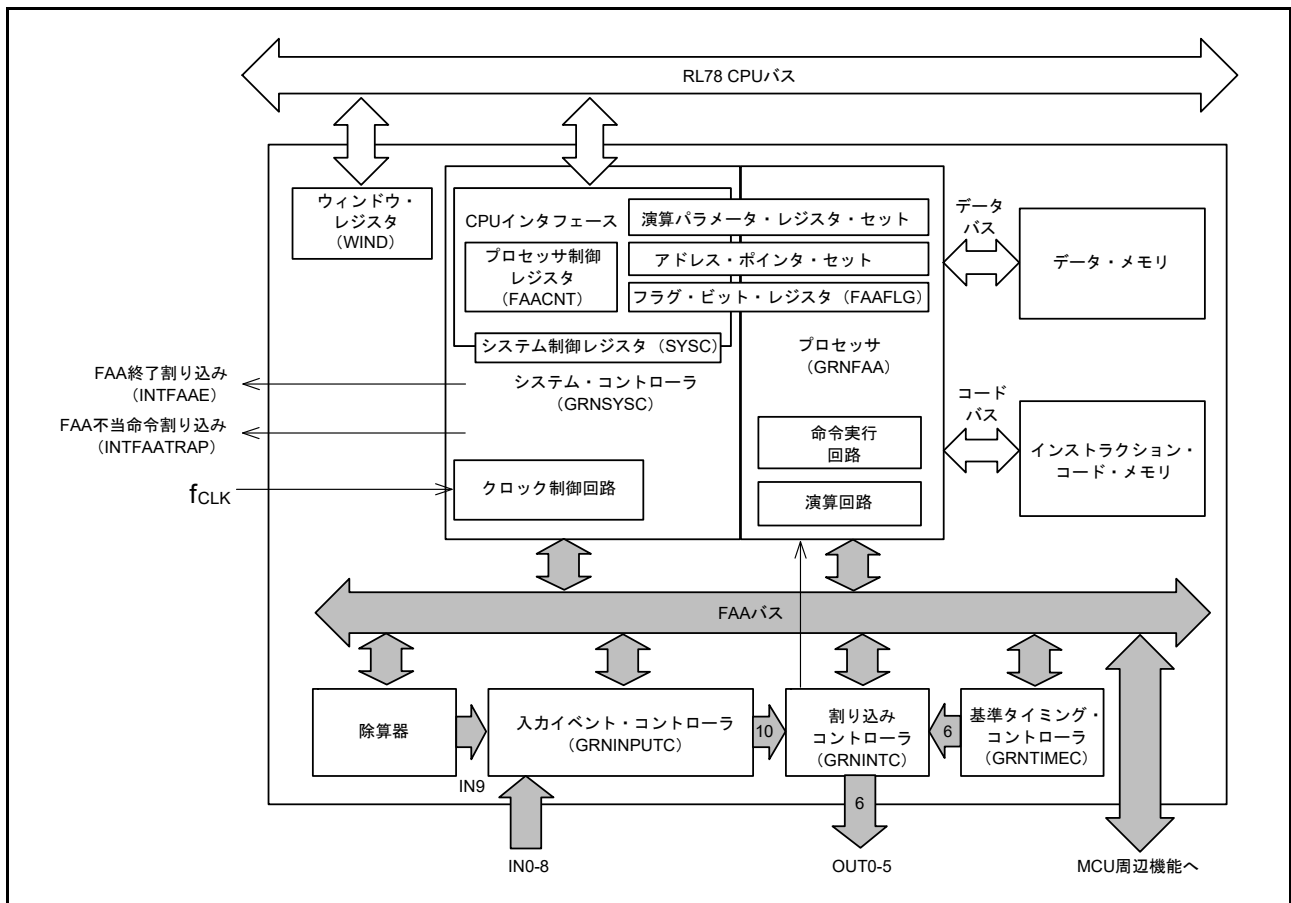 RL78 CPUバス
ウィンドウ・
レジスタ
(WIND)
CPUインタフェース
プロセッサ制御
レジスタ
(FAACNT)
演算パラメータ・レジスタ・セット
アドレス・ポインタ・セット
フラグ・ビット・レジスタ (FAAFLG)
システム制御レジスタ (SYSC)
システム・コントローラ
(GRNSYSC)
クロック制御回路
プロセッサ
(GRNFAA)
命令実行
回路
演算回路
データ
バス
データ・メモリ
コード
バス
インストラクション・
コード・メモリ
FAA終了割り込み
(INTFAAE)
FAA不当命令割り込み
(INTFAATRAP)
fCLK
FAAバス
除算器
IN9
入力イベント・コントローラ
(GRNINPUTC)
10
割り込み
コントローラ
(GRNINTC)
6
基準タイミング・
コントローラ
(GRNTIMEC)
6
IN0-8
OUT0-5
MCU周辺機能へ